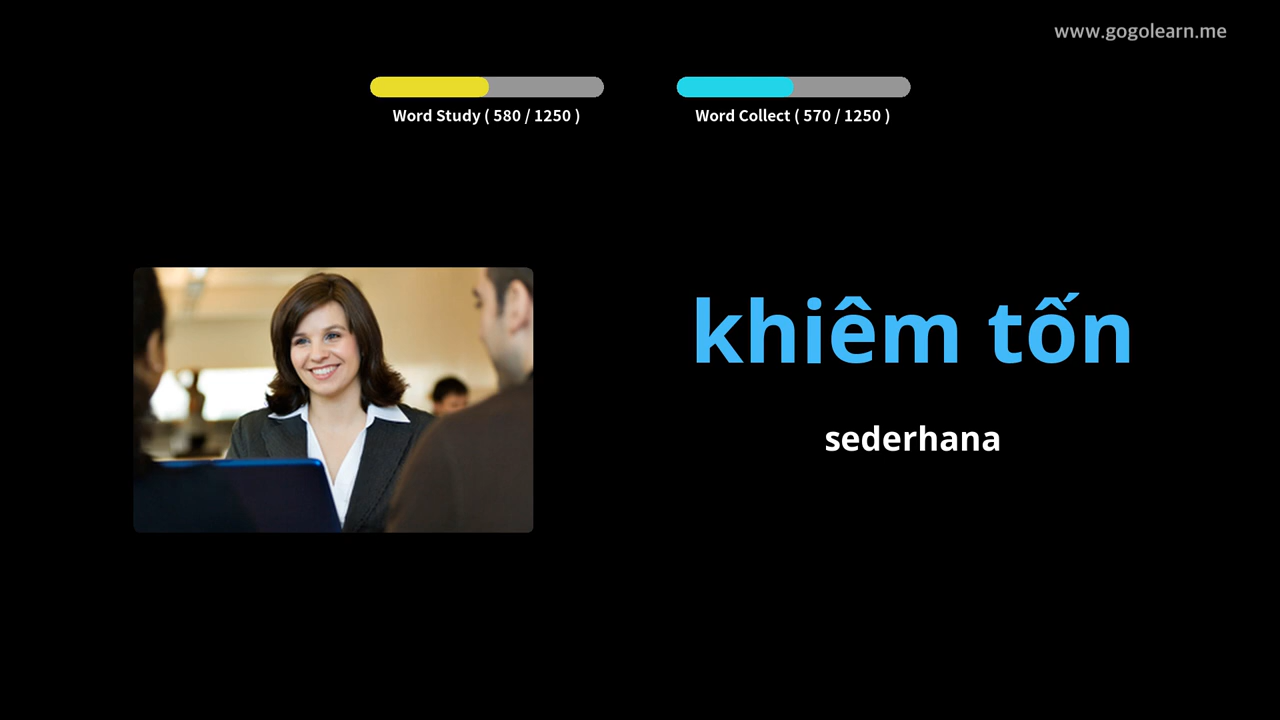 www.gogolearn.me
Word Study ( 580 / 1250 )
Word Collect ( 570 / 1250 )
khiêm tốn
sederhana